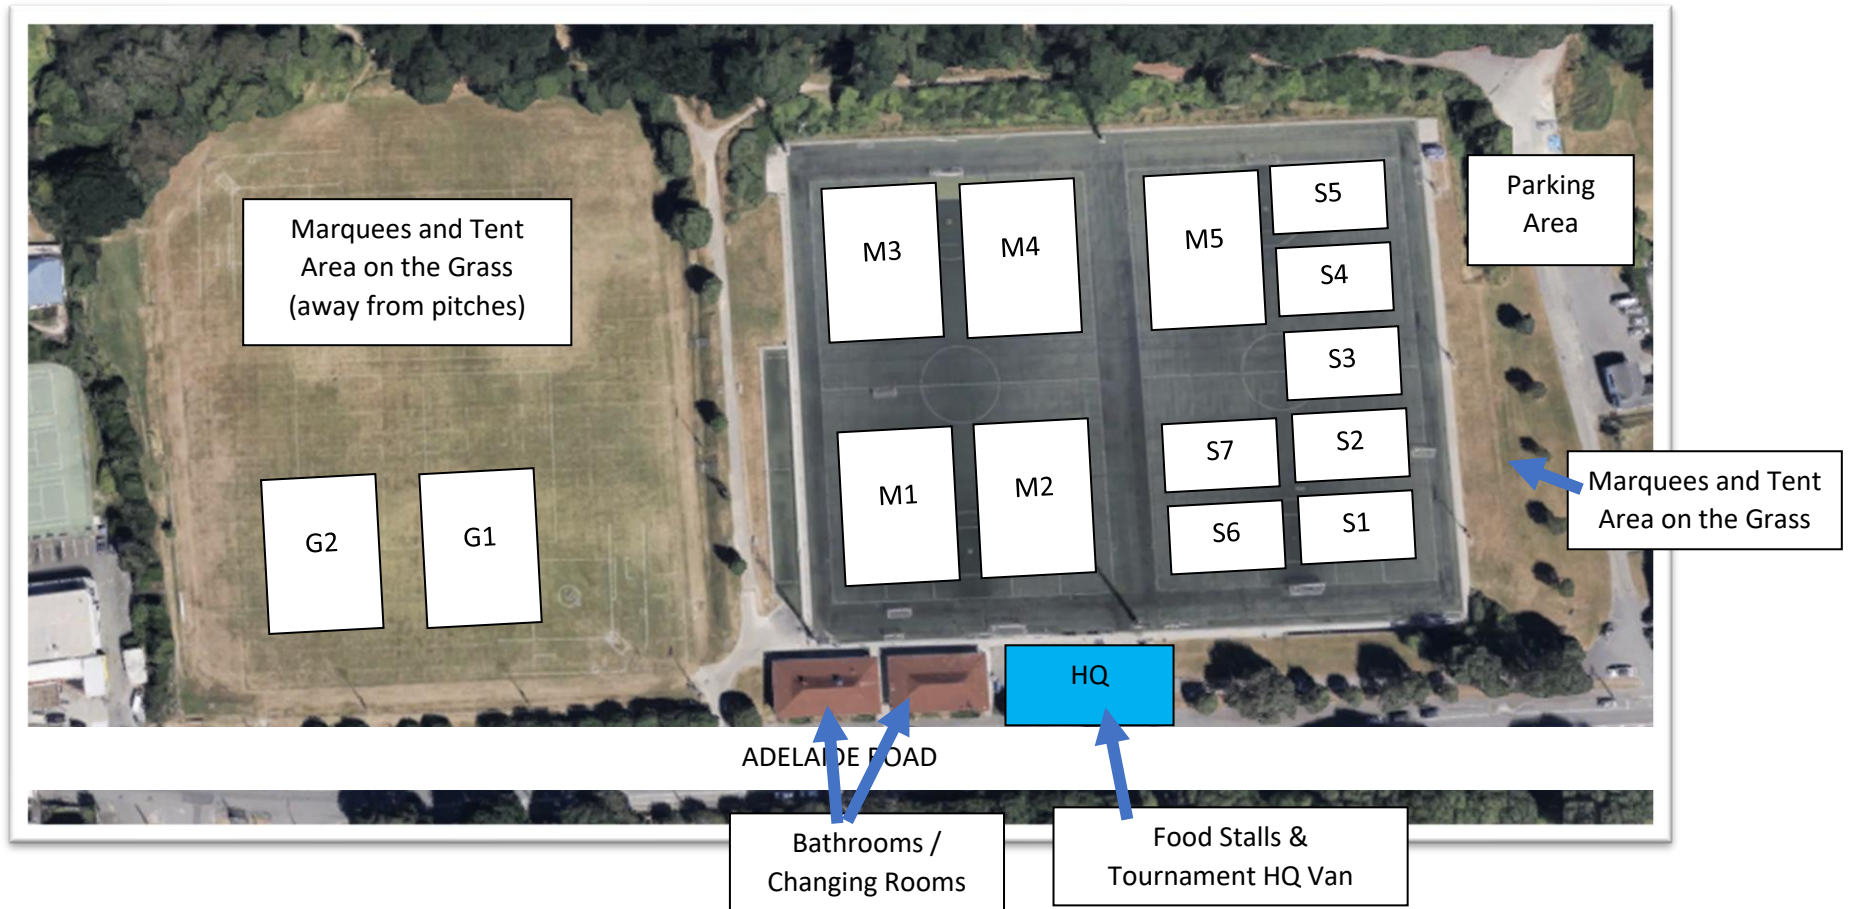 Marquees and Tent
Area on the Grass
(away from pitches)
M3
M4
M5
S5
S4
S3
S7
S2
S6
S1
M1
M2
G2
G1
Parking
Area
Marquees and Tent
Area on the Grass
HQ
ADELAIDE ROAD
Bathrooms /
Changing Rooms
Food Stalls &
Tournament HQ Van